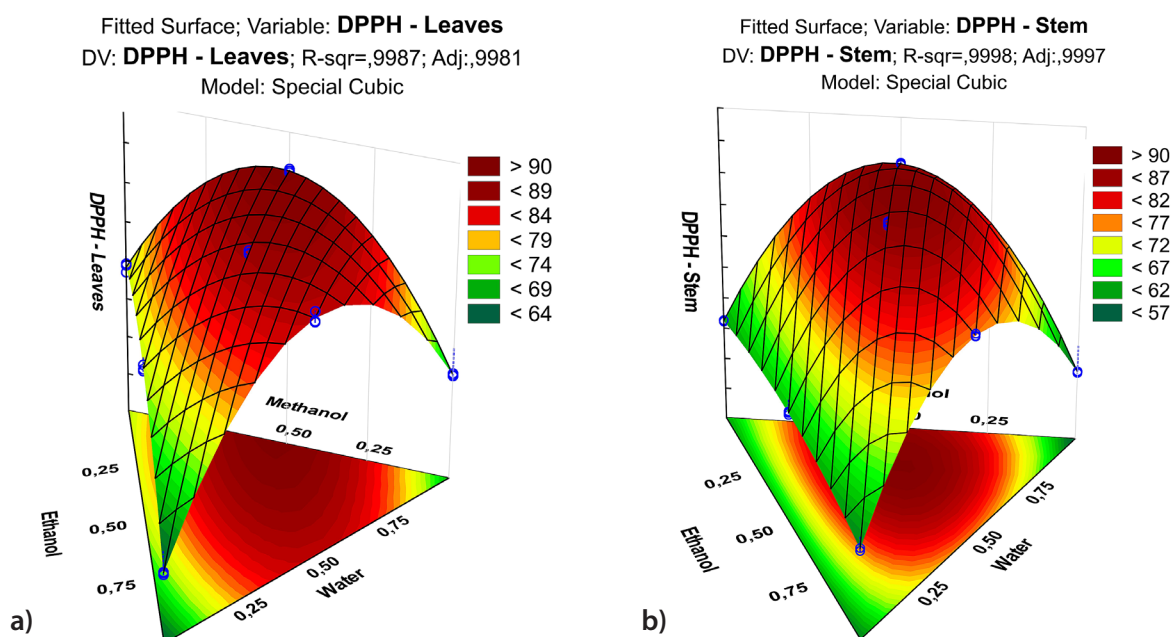 Fitted Surface; Variable: DPPH - Leaves
DV: DPPH - Leaves; R-sqr=,9987; Adj:,9981
Model: Special Cubic
> 90
< 89
< 84
< 79
< 74
< 69
< 64
DPPH - Leaves
Methanol
0,50
0,25
0,25
0,50
0,75
Ethanol
0,75
0,50
0,25
Water
a)
Fitted Surface; Variable: DPPH - Stem
DV: DPPH - Stem; R-sqr=,9998; Adj:,9997
Model: Special Cubic
> 90
< 87
< 82
< 77
< 72
< 67
< 62
< 57
DPPH - Stem
0,25
0,25
0,50
0,75
Ethanol
0,75
0,50
0,25
Water
b)